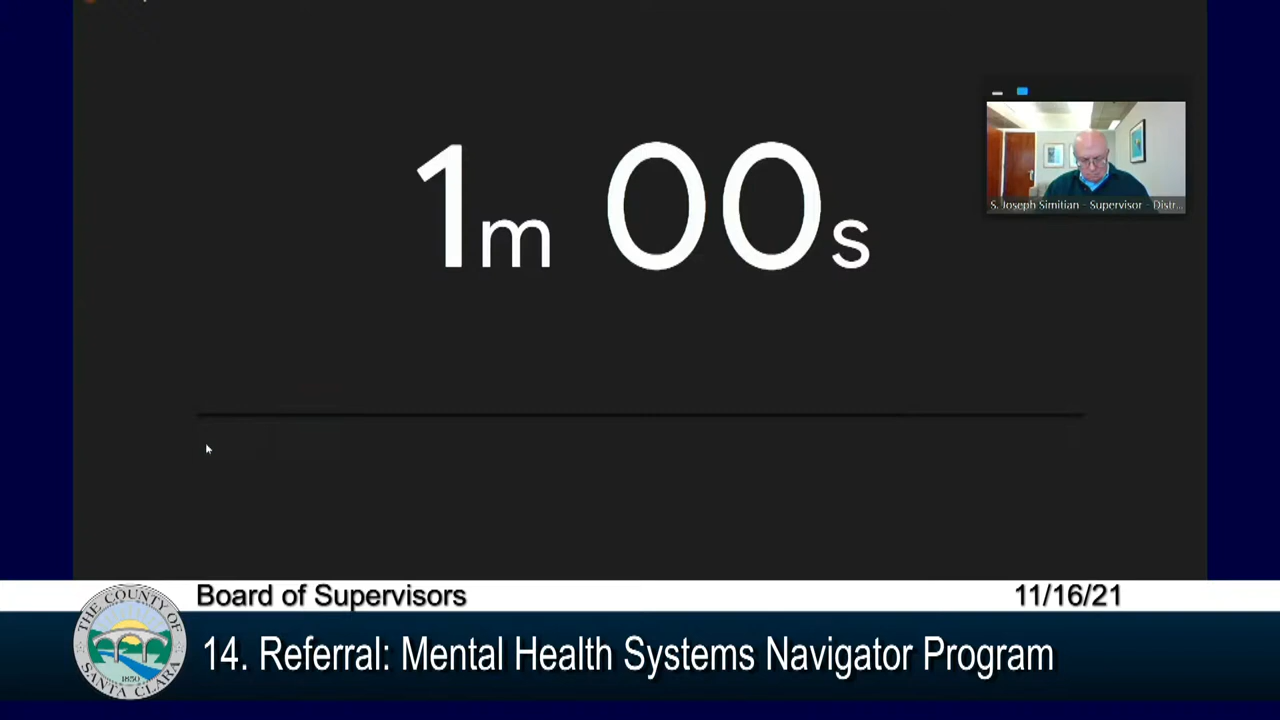 1m 00s
S. Joseph Simitian - Supervisor - Distr...
Board of Supervisors
11/16/21
THE COUNTY OF SANTA CLARA
1850
14. Referral: Mental Health Systems Navigator Program